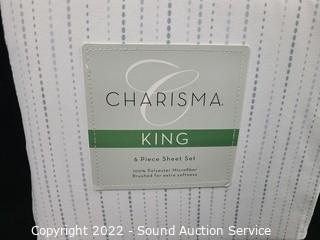 C
CHARISMA
KING
6 Piece Sheet Set
100% Polyester Microfiber
Brushed for extra softness
Copyright 2022 - Sound Auction Service